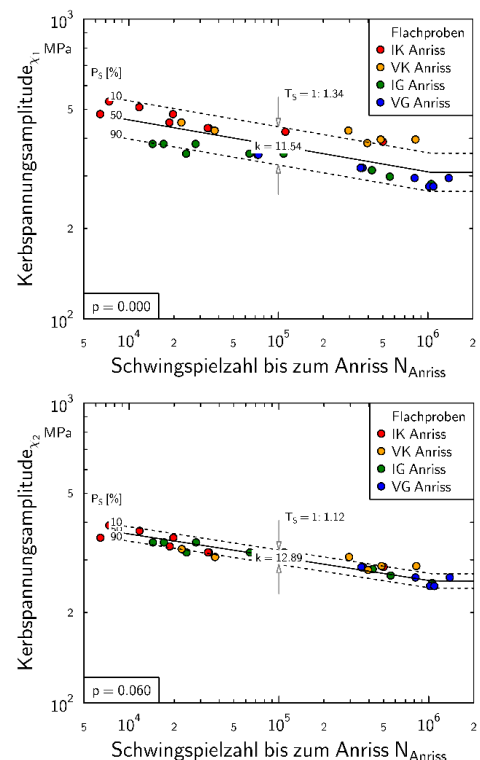 10³
MPa
Kerbspannungsamplitude χ₁
P_S [%]
10
50
90
T_S = 1: 1.34
k = 11.54
Flachproben
IK Anriss
VK Anriss
IG Anriss
VG Anriss
5
2
10²
p = 0.000
5 10⁴ 2 5 10⁵ 2 5 10⁶ 2
Schwingspielzahl bis zum Anriss N_Anriss
10³
MPa
Kerbspannungsamplitude χ₂
P_S [%]
10
90
T_S = 1: 1.12
k = 12.89
Flachproben
IK Anriss
VK Anriss
IG Anriss
VG Anriss
5
2
10²
p = 0.060
5 10⁴ 2 5 10⁵ 2 5 10⁶ 2
Schwingspielzahl bis zum Anriss N_Anriss